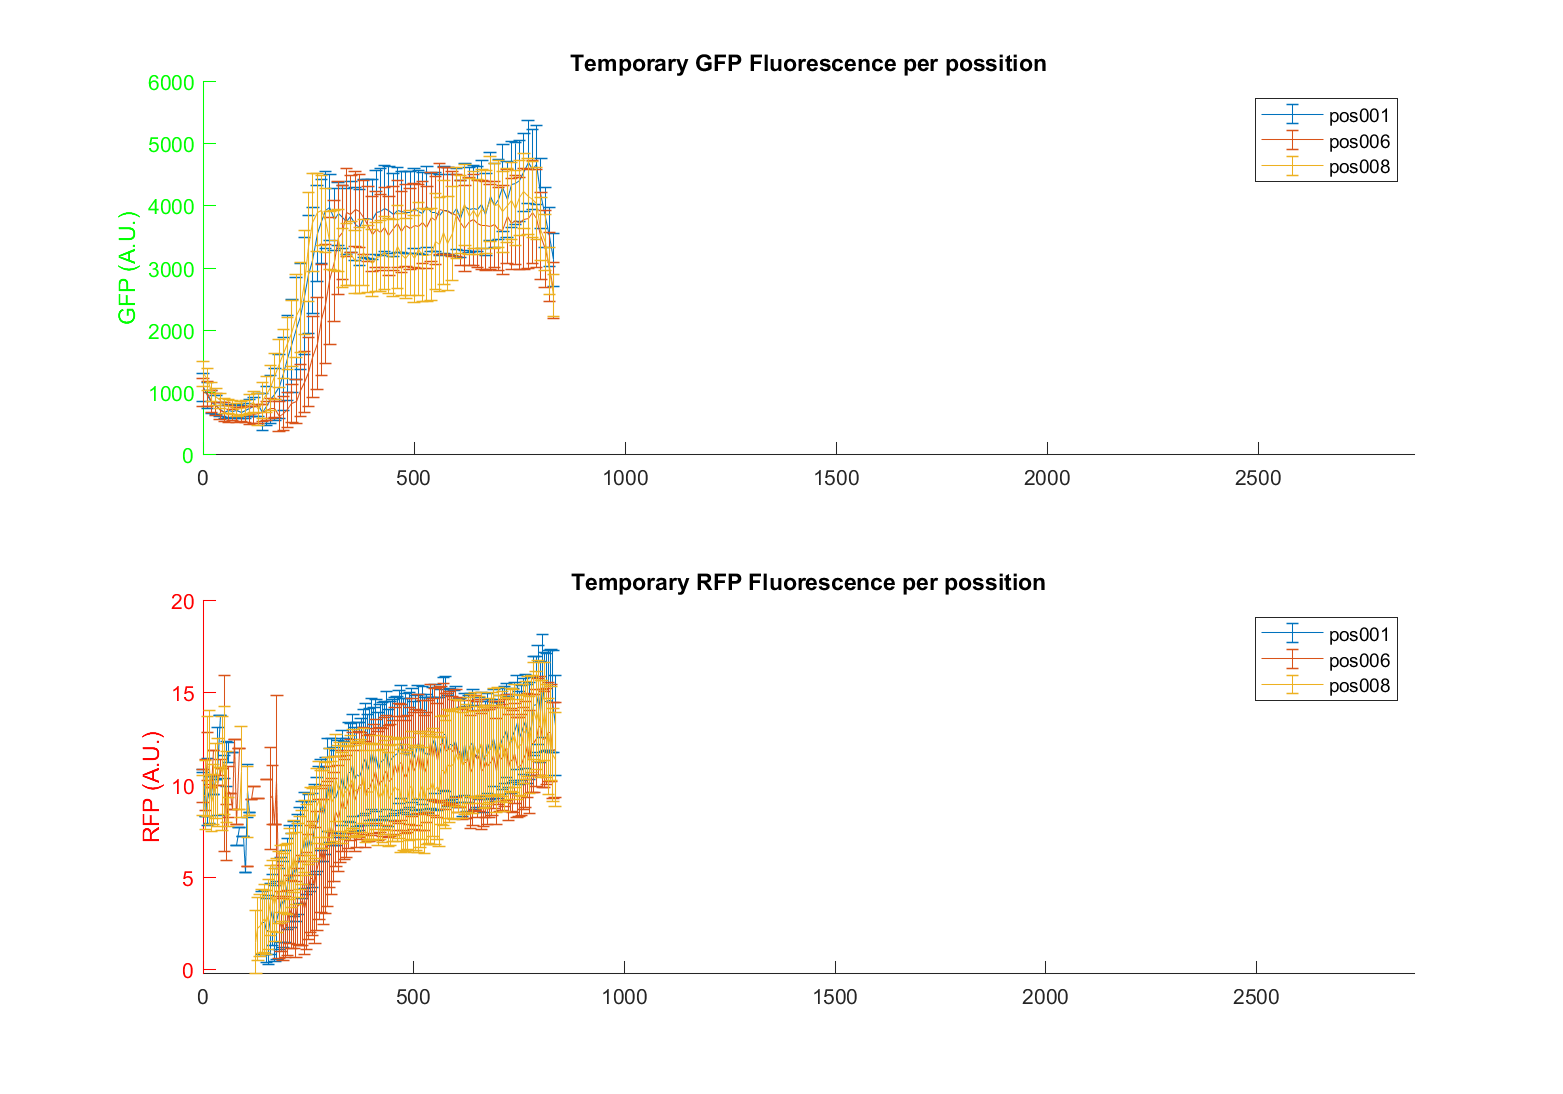 Temporary GFP Fluorescence per possition
6000
5000
4000
3000
2000
1000
0
GFP (A.U.)
0 500 1000 1500 2000 2500
pos001
pos006
pos008
Temporary RFP Fluorescence per possition
20
15
10
5
0
RFP (A.U.)
0 500 1000 1500 2000 2500
pos001
pos006
pos008